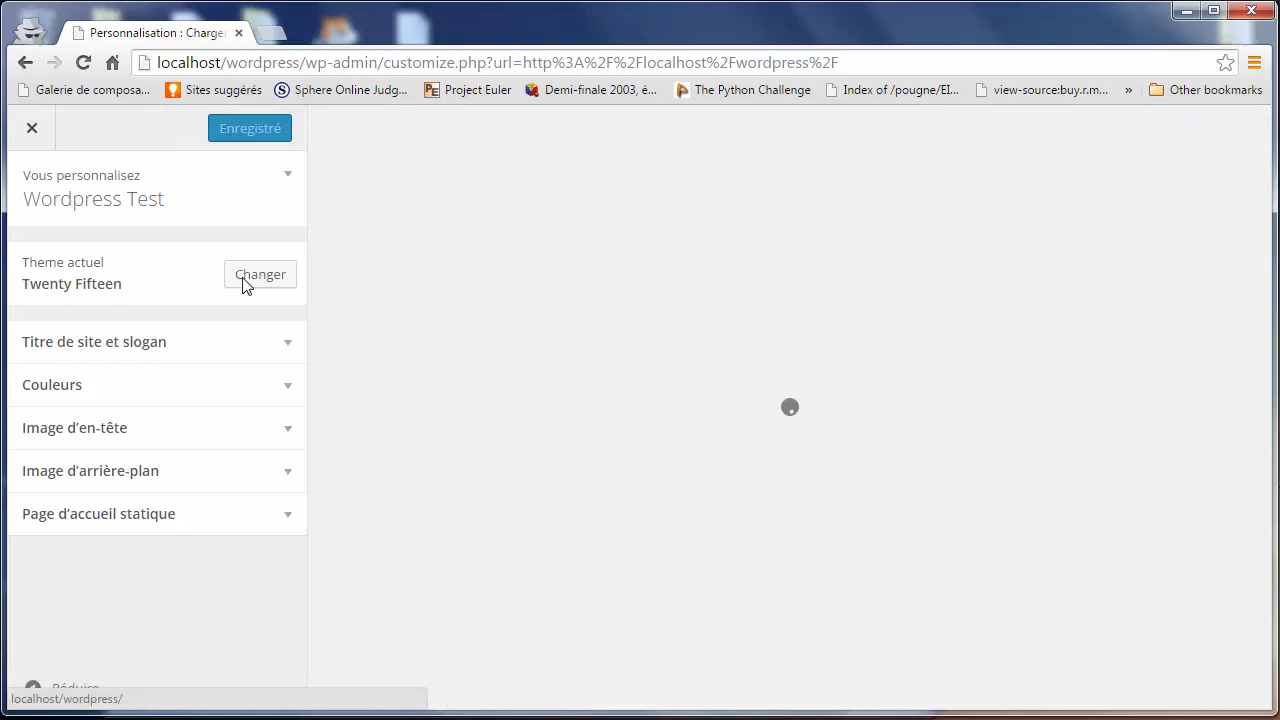 Personnalisation : Charge
localhost/wordpress/wp-admin/customize.php?url=http%3A%2F%2Flocalhost%2Fwordpress%2F
Galerie de composa... Sites suggérés Sphere Online Judg... Project Euler Demi-finale 2003, é... The Python Challenge Index of /pougne/EI... view-source:buy.r.m... » Other bookmarks
Enregistré
Vous personnalisez
Wordpress Test
Theme actuel
Twenty Fifteen
Changer
Titre de site et slogan
Couleurs
Image d’en-tête
Image d’arrière-plan
Page d’accueil statique
Réduire
localhost/wordpress/